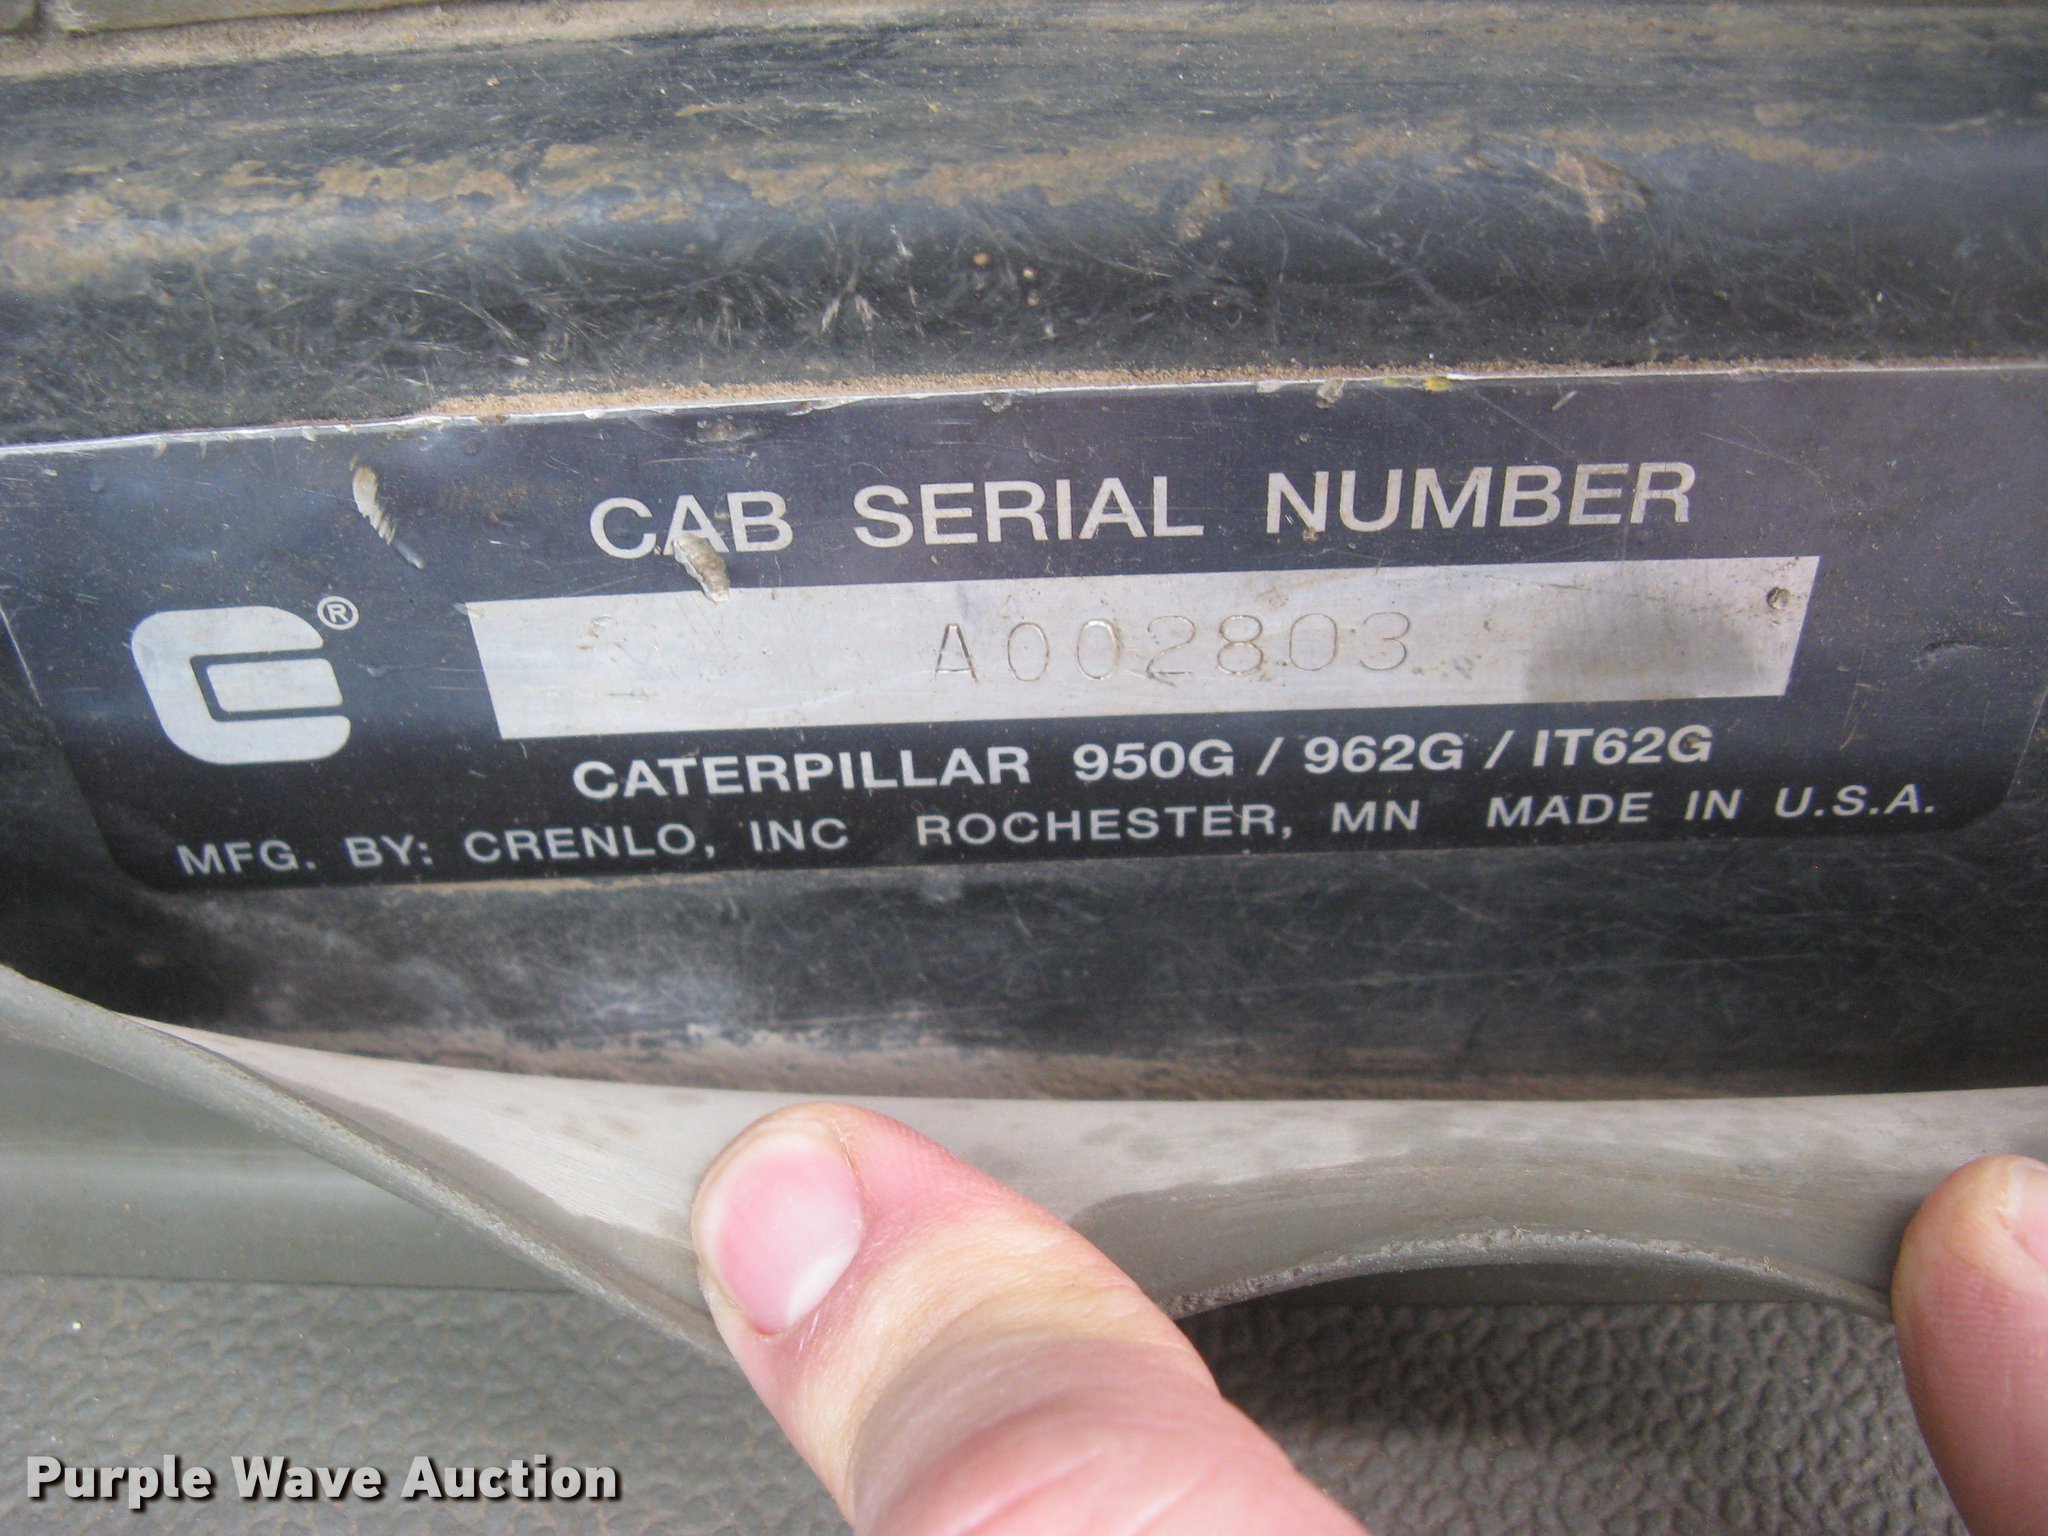 CAB SERIAL NUMBER
®
A002803
CATERPILLAR 950G / 962G / IT62G
MFG. BY: CRENLO, INC ROCHESTER, MN MADE IN U.S.A.
Purple Wave Auction